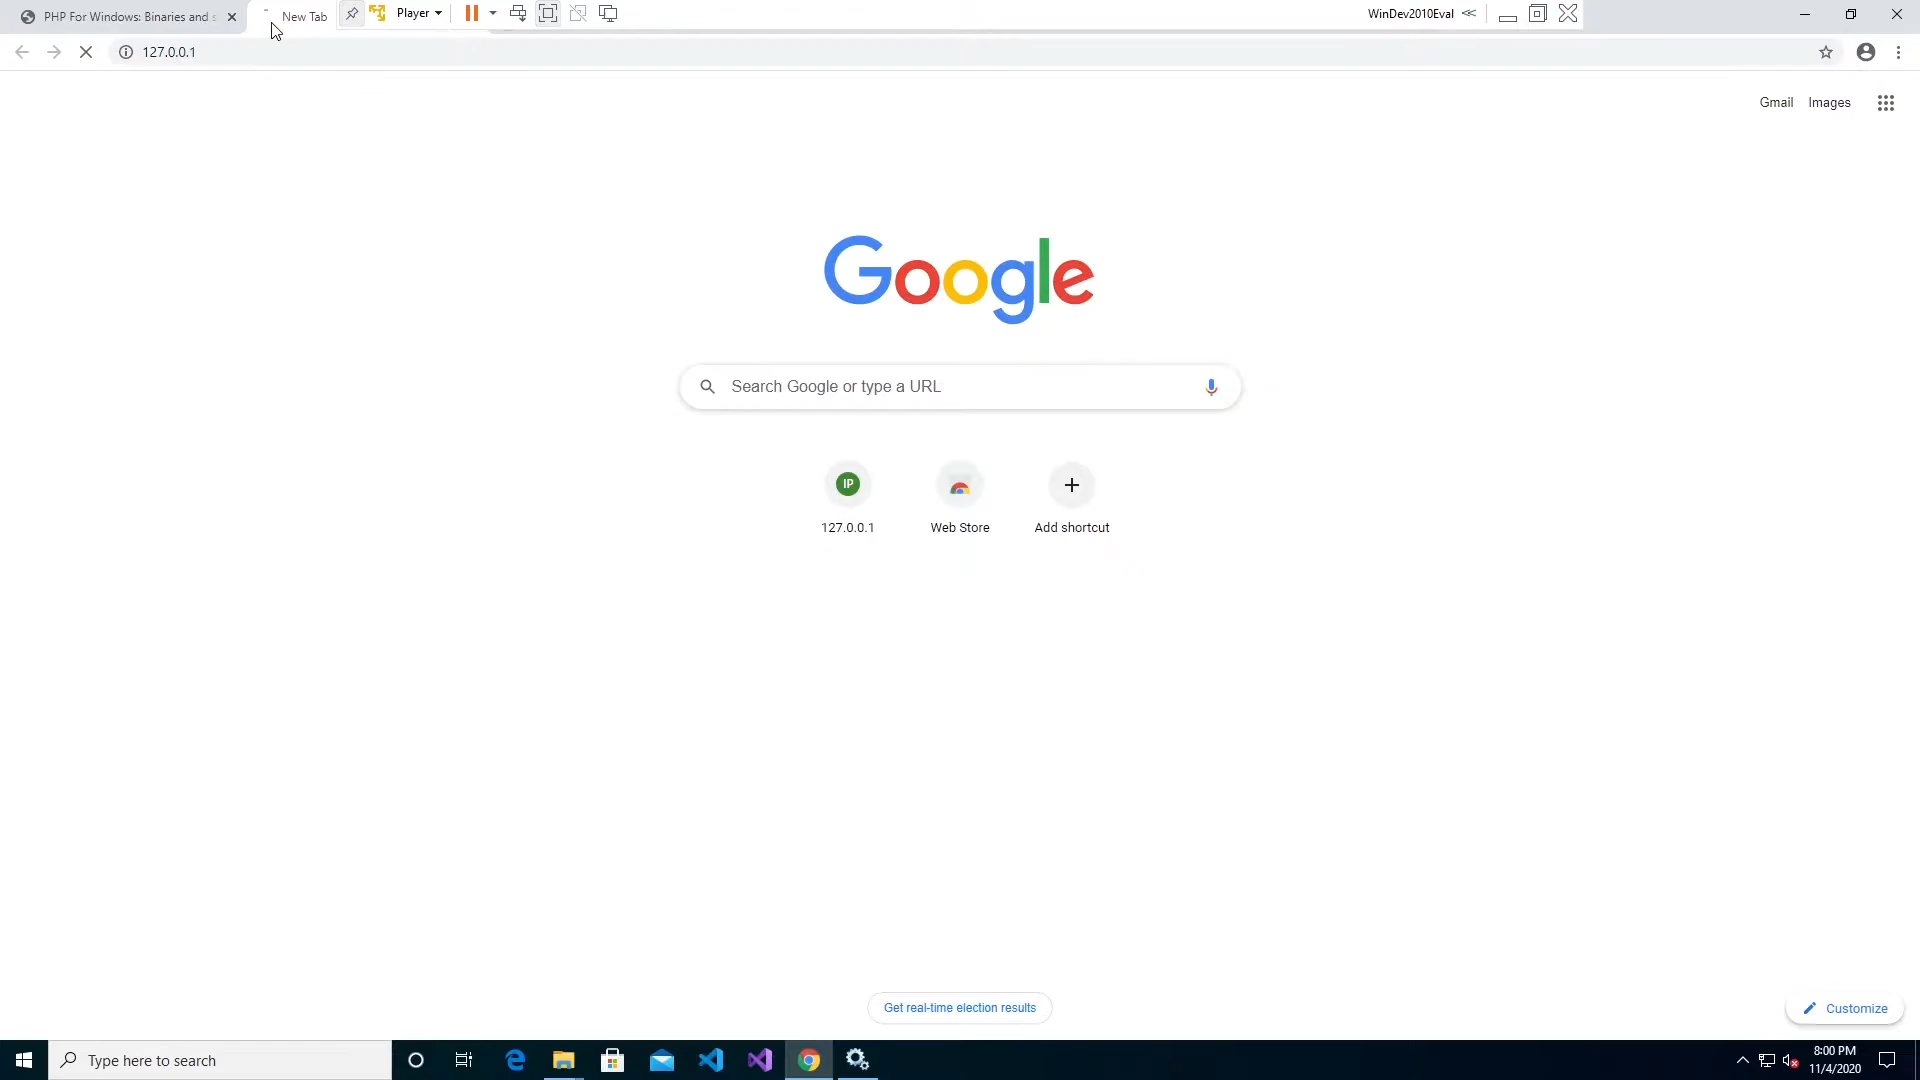 PHP For Windows: Binaries and s
New Tab
Player
WinDev2010Eval
127.0.0.1
Gmail
Images
Google
Search Google or type a URL
IP
127.0.0.1
Web Store
Add shortcut
Get real-time election results
Customize
Type here to search
8:00 PM
11/4/2020